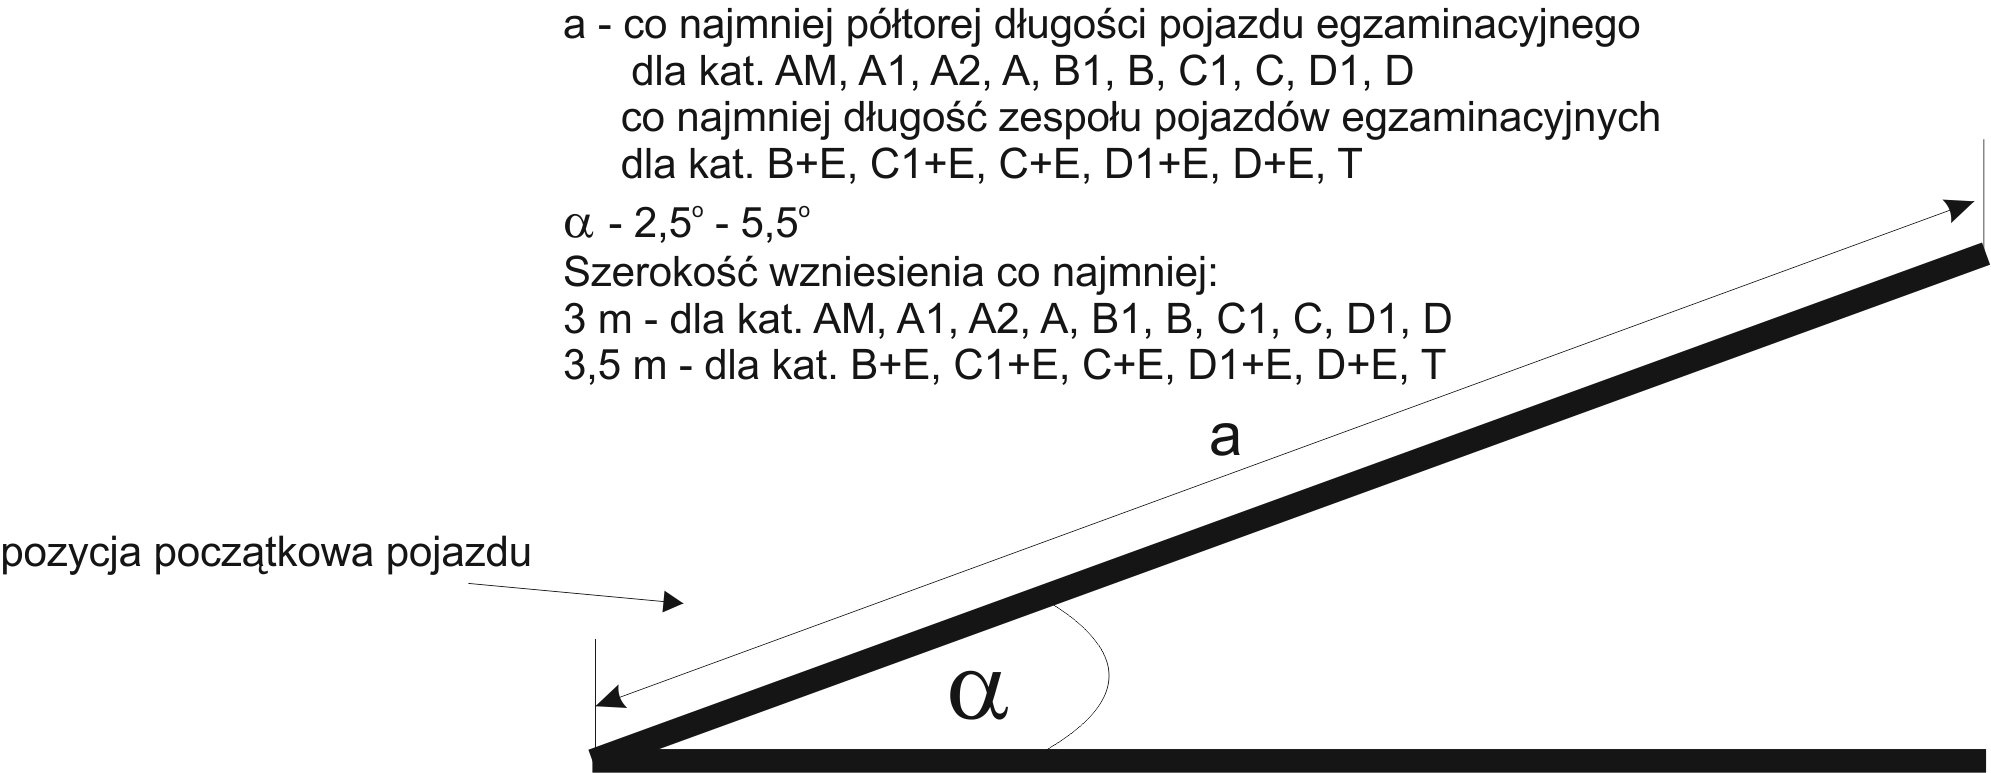 a - co najmniej półtorej długości pojazdu egzaminacyjnego
dla kat. AM, A1, A2, A, B1, B, C1, C, D1, D
co najmniej długość zespołu pojazdów egzaminacyjnych
dla kat. B+E, C1+E, C+E, D1+E, D+E, T
α - 2,5° - 5,5°
Szerokość wzniesienia co najmniej:
3 m - dla kat. AM, A1, A2, A, B1, B, C1, C, D1, D
3,5 m - dla kat. B+E, C1+E, C+E, D1+E, D+E, T
a
pozycja początkowa pojazdu
α